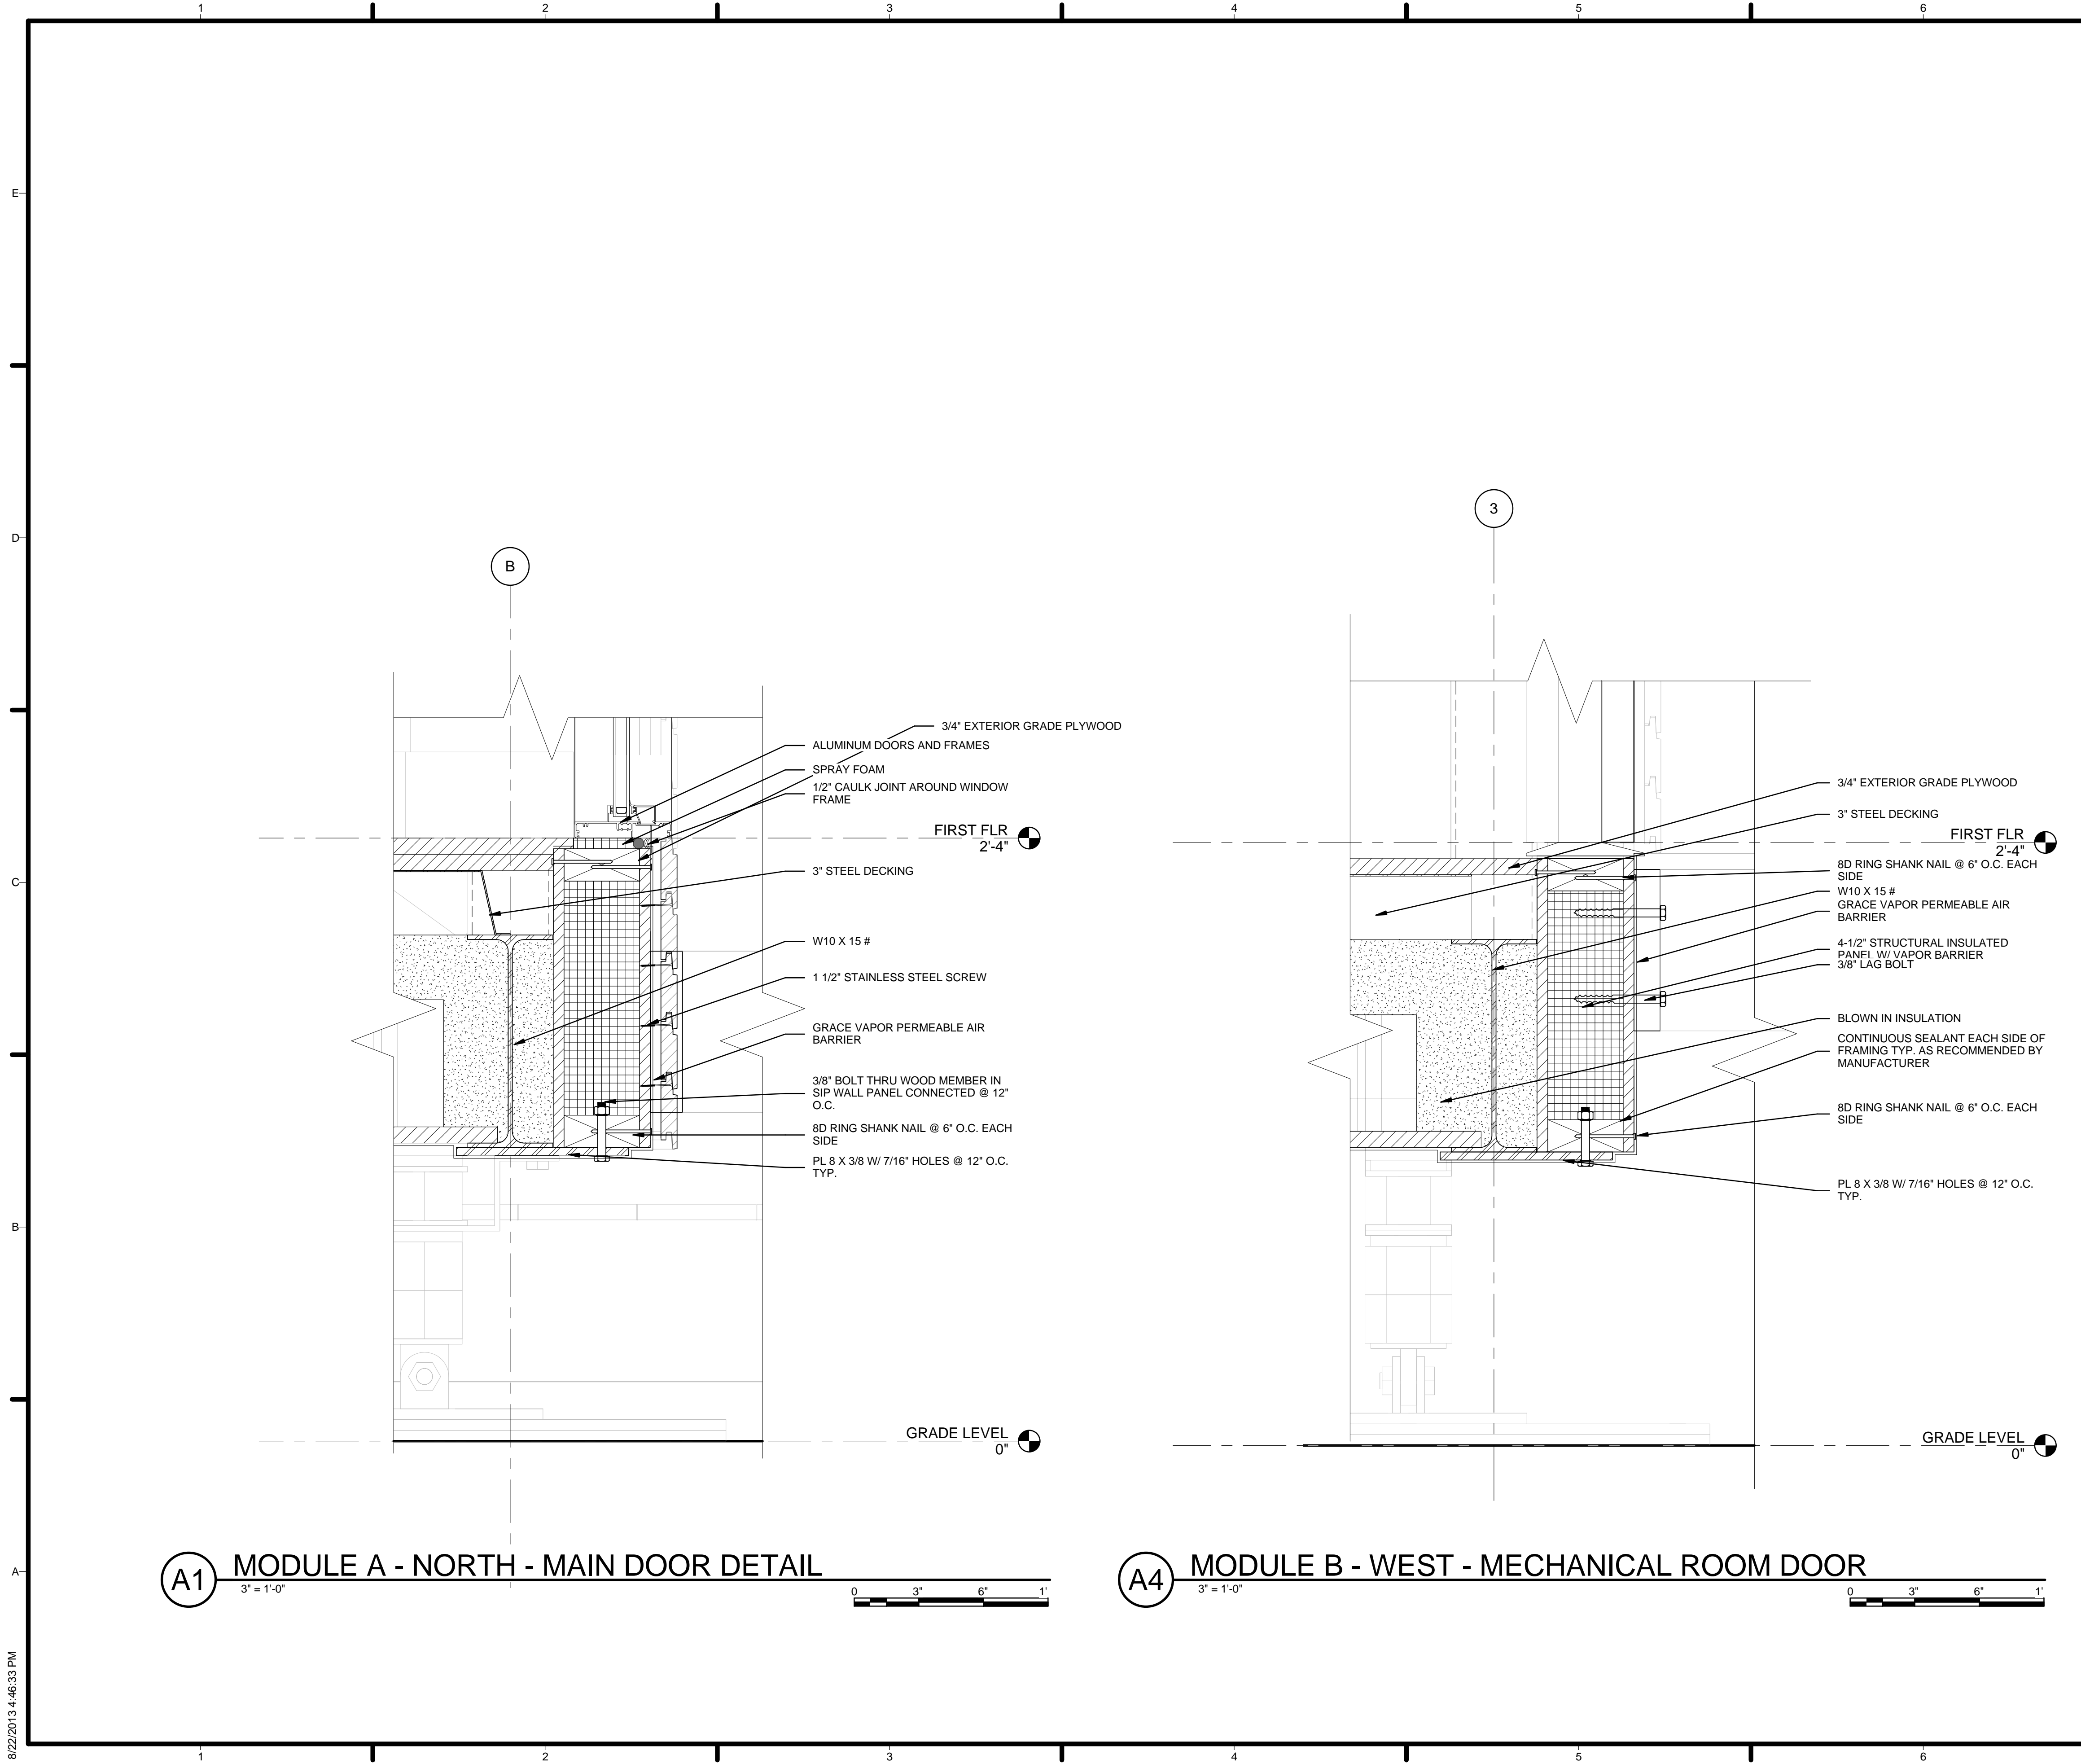 1 2 3 4 5 6
E
D
C
B
A
B
3/4" EXTERIOR GRADE PLYWOOD
ALUMINUM DOORS AND FRAMES
SPRAY FOAM
1/2" CAULK JOINT AROUND WINDOW
FRAME
FIRST FLR
2'-4"
3" STEEL DECKING
W10 X 15 #
1 1/2" STAINLESS STEEL SCREW
GRACE VAPOR PERMEABLE AIR
BARRIER
3/8" BOLT THRU WOOD MEMBER IN
SIP WALL PANEL CONNECTED @ 12"
O.C.
8D RING SHANK NAIL @ 6" O.C. EACH
SIDE
PL 8 X 3/8 W/ 7/16" HOLES @ 12" O.C.
TYP.
GRADE LEVEL
0"
A1
MODULE A - NORTH - MAIN DOOR DETAIL
3" = 1'-0"
0 3" 6" 1'
3
3/4" EXTERIOR GRADE PLYWOOD
3" STEEL DECKING
FIRST FLR
2'-4"
8D RING SHANK NAIL @ 6" O.C. EACH
SIDE
W10 X 15 #
GRACE VAPOR PERMEABLE AIR
BARRIER
4-1/2" STRUCTURAL INSULATED
PANEL W/ VAPOR BARRIER
3/8" LAG BOLT
BLOWN IN INSULATION
CONTINUOUS SEALANT EACH SIDE OF
FRAMING TYP. AS RECOMMENDED BY
MANUFACTURER
8D RING SHANK NAIL @ 6" O.C. EACH
SIDE
PL 8 X 3/8 W/ 7/16" HOLES @ 12" O.C.
TYP.
GRADE LEVEL
0"
A4
MODULE B - WEST - MECHANICAL ROOM DOOR
3" = 1'-0"
0 3" 6" 1'
8/22/2013 4:46:33 PM
1 2 3 4 5 6